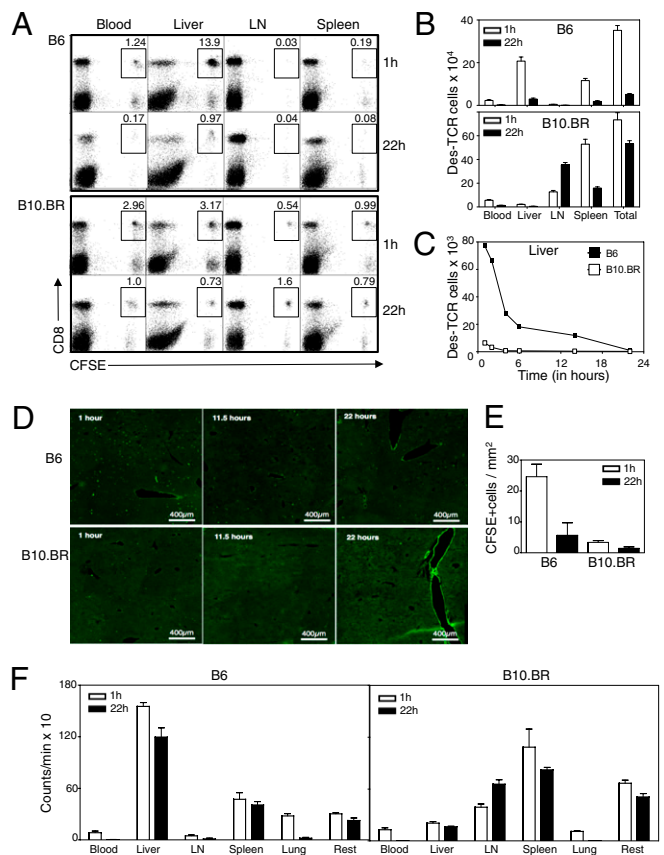 A
Blood Liver LN Spleen
B6
1.24 13.9 0.03 0.19
1h
0.17 0.97 0.04 0.08
22h
B10.BR
2.96 3.17 0.54 0.99
1h
1.0 0.73 1.6 0.79
22h
CD8
CFSE
B
B6
1h
22h
40
20
0
B10.BR
1h
22h
60
40
20
0
Des-TCR cells x 10⁴
Blood Liver LN Spleen Total
C
Liver
B6
B10.BR
80
60
40
20
0
Des-TCR cells x 10³
0 6 12 18 24
Time (in hours)
D
B6
1 hour 11.5 hours 22 hours
400µm 400µm 400µm
B10.BR
1 hour 11.5 hours 22 hours
400µm 400µm 400µm
E
CFSE+cells / mm²
30
20
10
0
1h
22h
B6 B10.BR
F
B6 B10.BR
180
120
60
0
Counts/min x 10
1h
22h
1h
22h
Blood Liver LN Spleen Lung Rest
Blood Liver LN Spleen Lung Rest